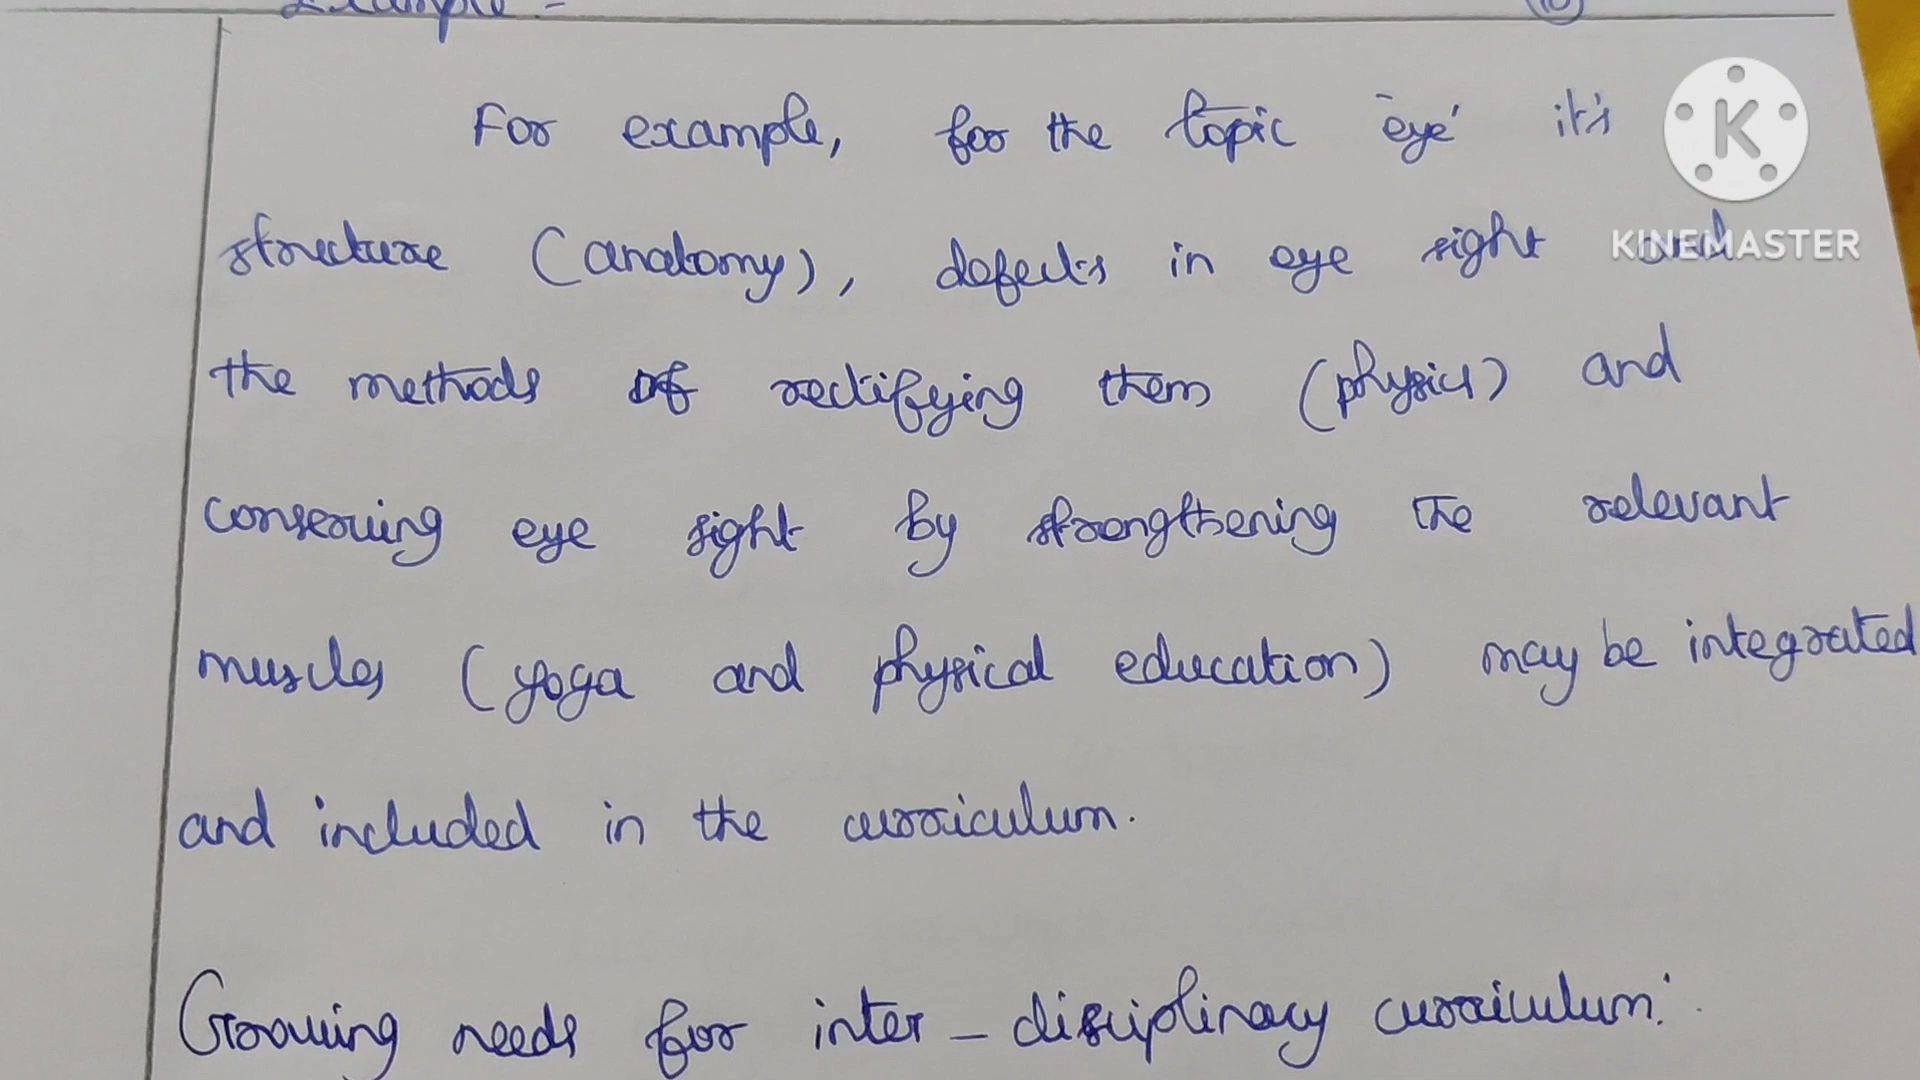 Example :-
For example, for the topic 'eye' it's
structure (anatomy), defects in eye sight and
the methods of rectifying them (physics) and
conserving eye sight by strengthening the relevant
muscles (yoga and physical education) may be integrated
and included in the curriculum.
Growing needs for inter - disciplinary curriculum:
K
KINEMASTER